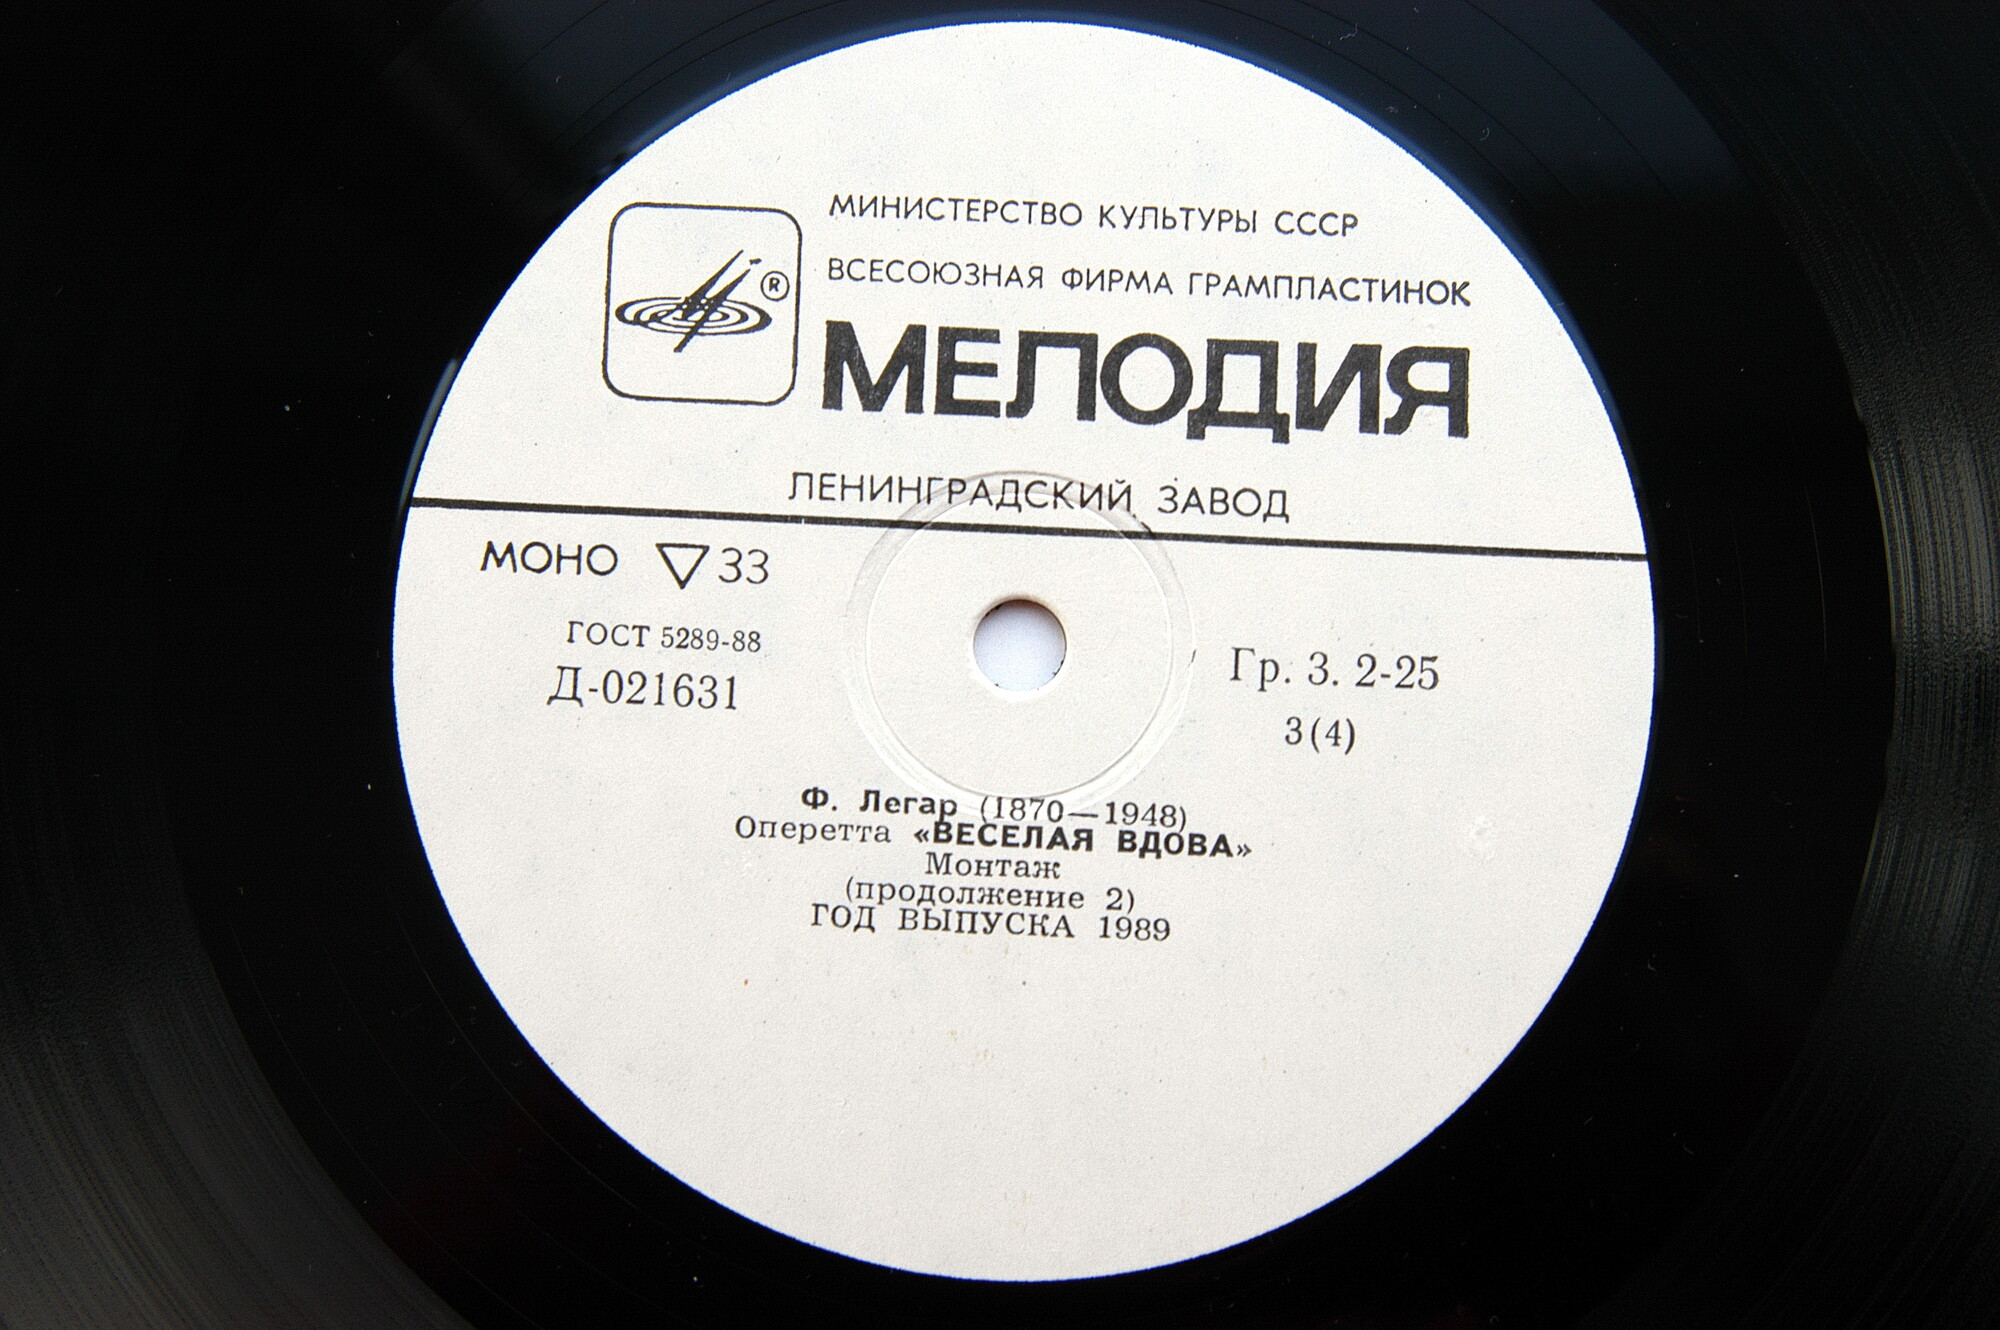 МИНИСТЕРСТВО КУЛЬТУРЫ СССР
ВСЕСОЮЗНАЯ ФИРМА ГРАМПЛАСТИНОК
®
МЕЛОДИЯ
ЛЕНИНГРАДСКИЙ ЗАВОД
МОНО ▽33
ГОСТ 5289-88
Д-021631
Гр. 3. 2-25
3(4)
Ф. Легар (1870—1948)
Оперетта «ВЕСЕЛАЯ ВДОВА»
Монтаж
(продолжение 2)
ГОД ВЫПУСКА 1989